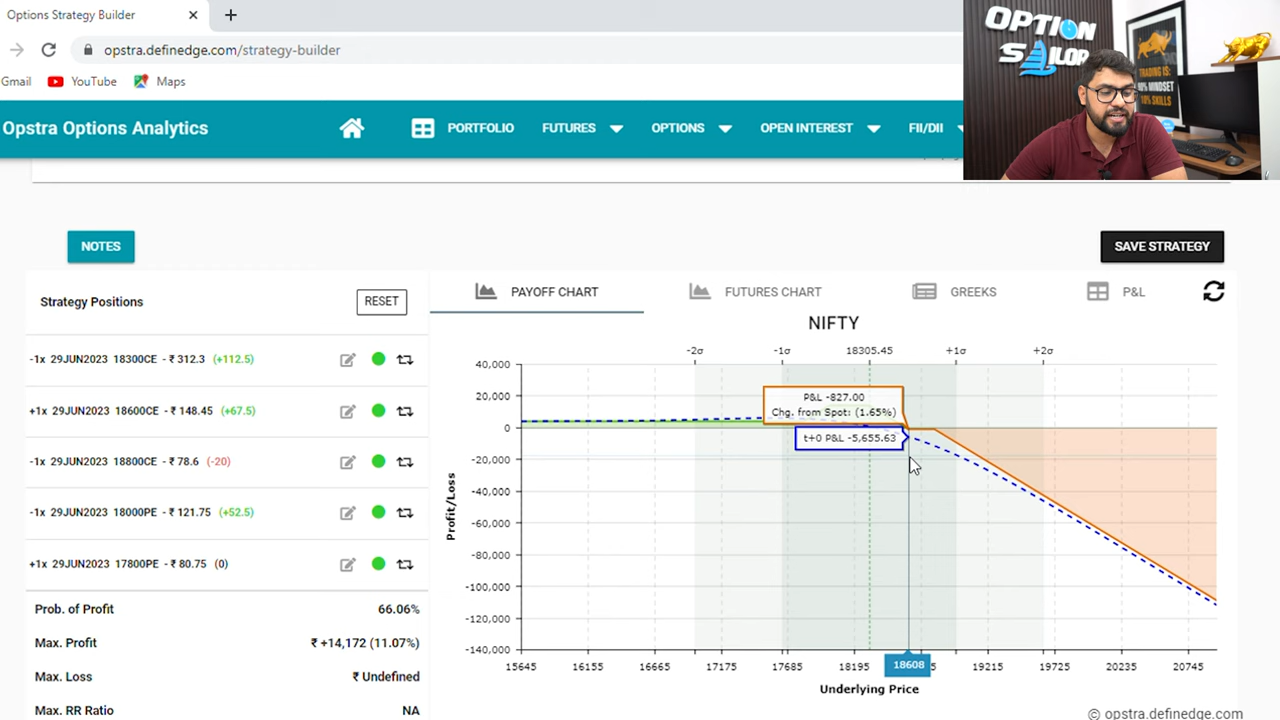 Options Strategy Builder
opstra.definedge.com/strategy-builder
Gmail YouTube Maps
OPTION
SAILOR
TRADING IS:
90% MINDSET
10% SKILLS
Opstra Options Analytics
PORTFOLIO FUTURES OPTIONS OPEN INTEREST FII/DII
NOTES
SAVE STRATEGY
Strategy Positions
RESET
-1x 29JUN2023 18300CE - ₹ 312.3 (+112.5)
+1x 29JUN2023 18600CE - ₹ 148.45 (+67.5)
-1x 29JUN2023 18800CE - ₹ 78.6 (-20)
-1x 29JUN2023 18000PE - ₹ 121.75 (+52.5)
+1x 29JUN2023 17800PE - ₹ 80.75 (0)
Prob. of Profit 66.06%
Max. Profit ₹ +14,172 (11.07%)
Max. Loss ₹ Undefined
Max. RR Ratio NA
PAYOFF CHART FUTURES CHART GREEKS P&L
NIFTY
-2σ -1σ 18305.45 +1σ +2σ
40,000
20,000
0
-20,000
-40,000
-60,000
-80,000
-100,000
-120,000
-140,000
Profit/Loss
P&L -827.00
Chg. from Spot: (1.65%)
t+0 P&L -5,655.63
15645 16155 16665 17175 17685 18195 18608 19215 19725 20235 20745
Underlying Price
© opstra.definedge.com